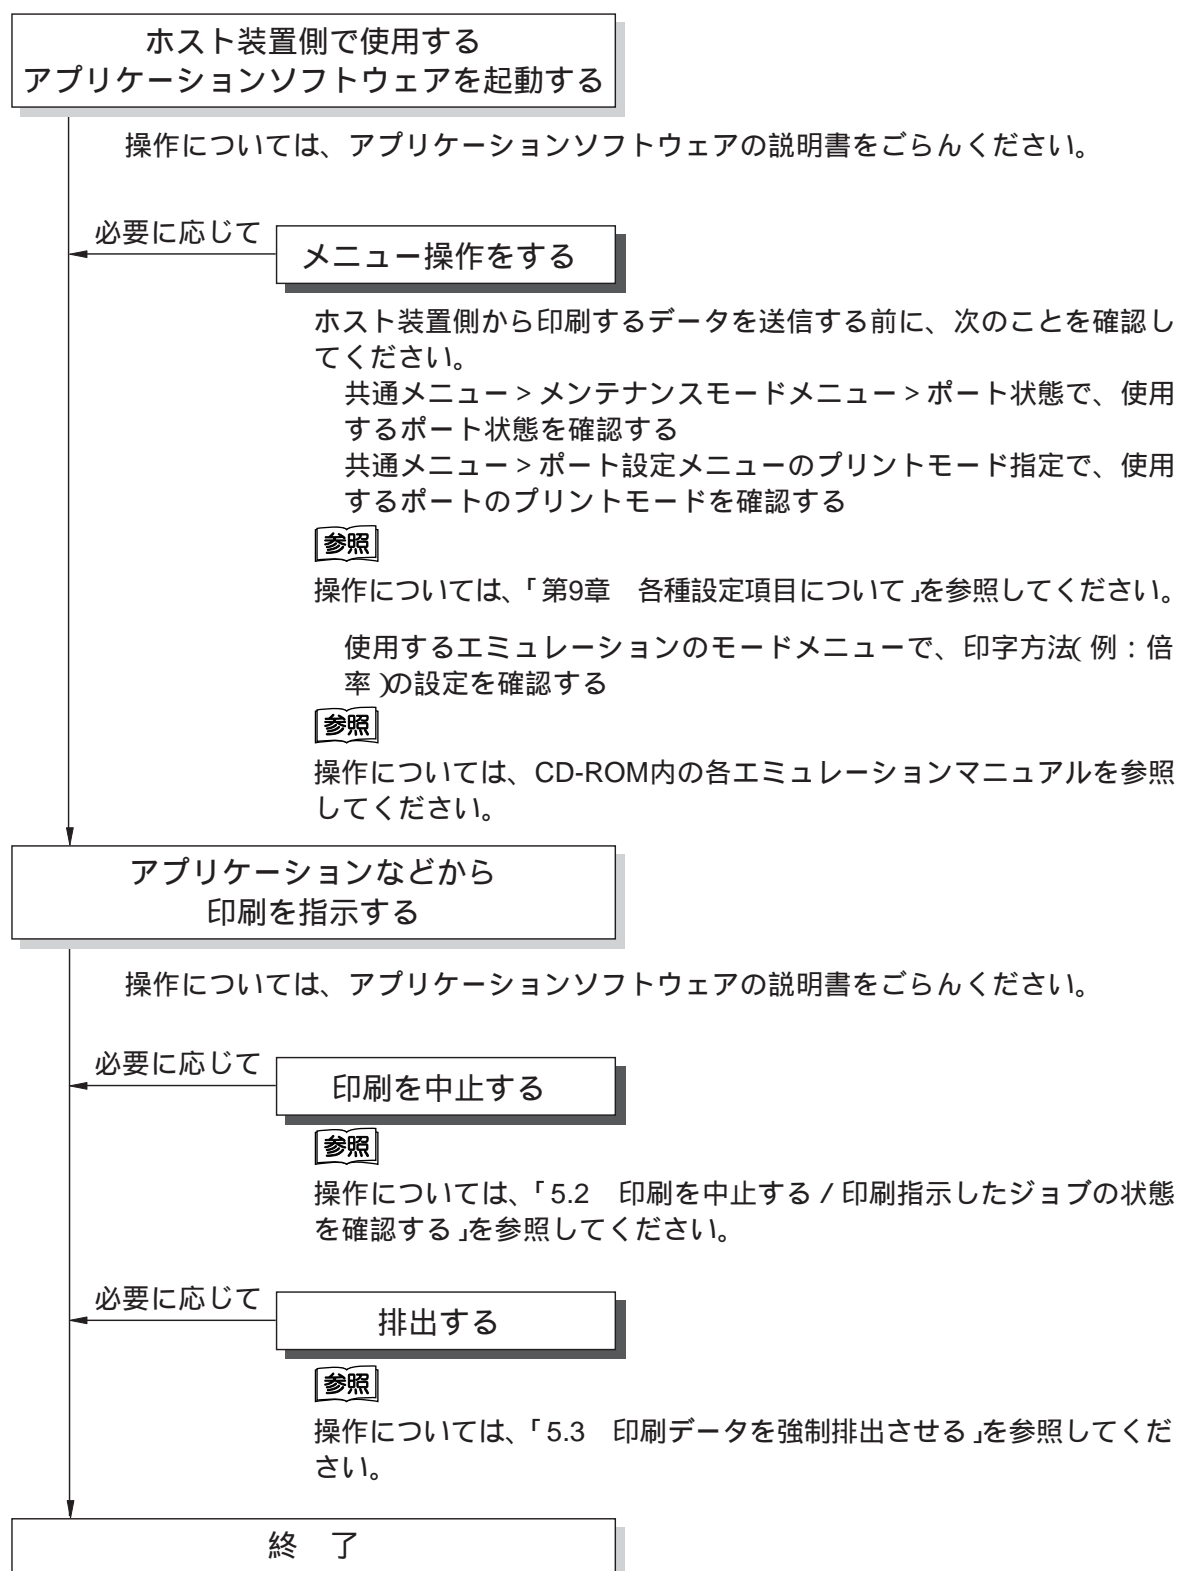 ホスト装置側で使用する
アプリケーションソフトウェアを起動する
操作については、アプリケーションソフトウェアの説明書をごらんください。
必要に応じて
メニュー操作をする
ホスト装置側から印刷するデータを送信する前に、次のことを確認し
てください。
共通メニュー > メンテナンスモードメニュー > ポート状態で、使用
するポート状態を確認する
共通メニュー > ポート設定メニューのプリントモード指定で、使用
するポートのプリントモードを確認する
参照
操作については、「第9章　各種設定項目について」を参照してください。
使用するエミュレーションのモードメニューで、印字方法(例：倍
率)の設定を確認する
参照
操作については、CD-ROM内の各エミュレーションマニュアルを参照
してください。
アプリケーションなどから
印刷を指示する
操作については、アプリケーションソフトウェアの説明書をごらんください。
必要に応じて
印刷を中止する
参照
操作については、「5.2　印刷を中止する / 印刷指示したジョブの状態
を確認する」を参照してください。
必要に応じて
排出する
参照
操作については、「5.3　印刷データを強制排出させる」を参照してくだ
さい。
終　了